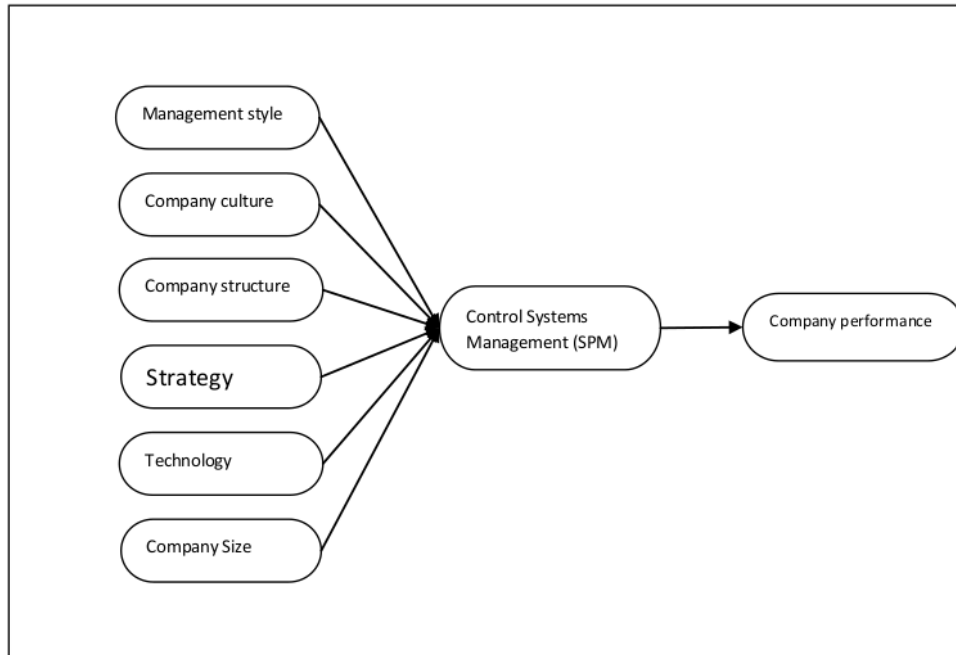 Management style
Company culture
Company structure
Strategy
Technology
Company Size
Control Systems
Management (SPM)
Company performance